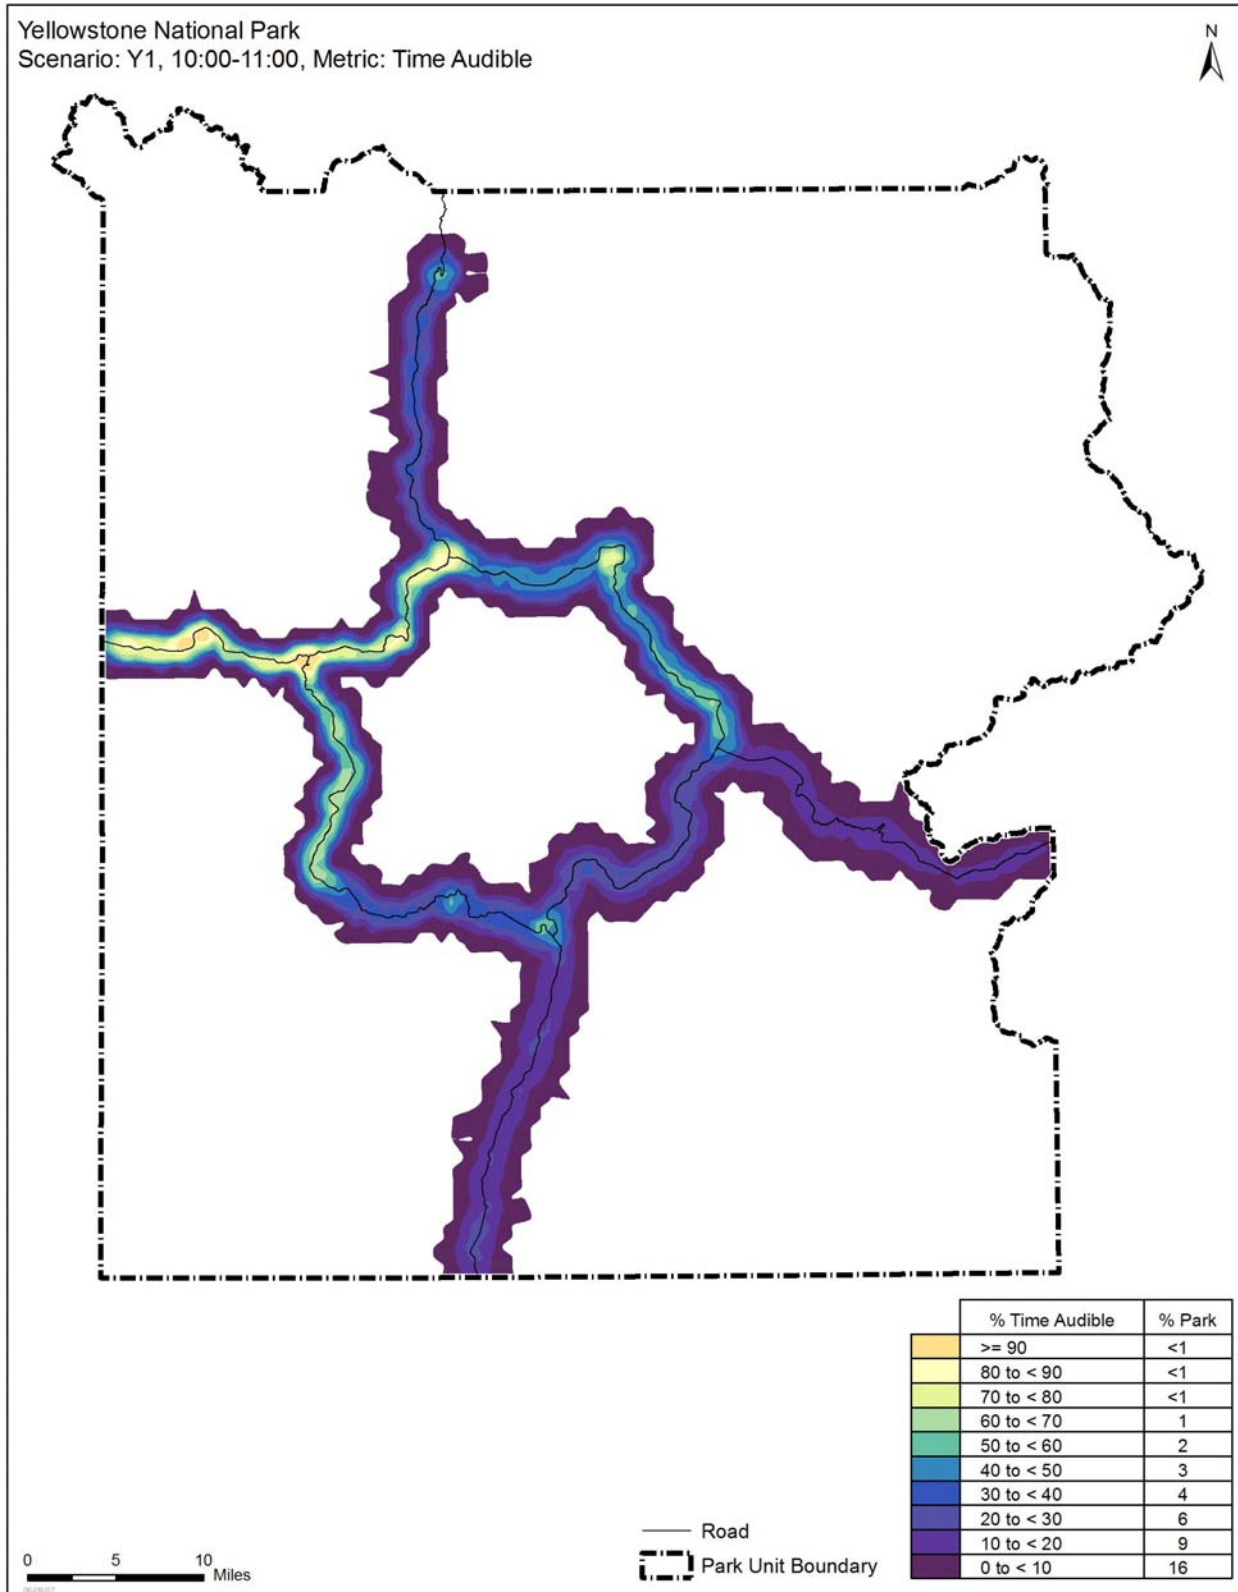 Yellowstone National Park
Scenario: Y1, 10:00-11:00, Metric: Time Audible
N
% Time Audible % Park
>= 90 <1
80 to < 90 <1
70 to < 80 <1
60 to < 70 1
50 to < 60 2
40 to < 50 3
30 to < 40 4
20 to < 30 6
10 to < 20 9
0 to < 10 16
Road
Park Unit Boundary
0 5 10 Miles